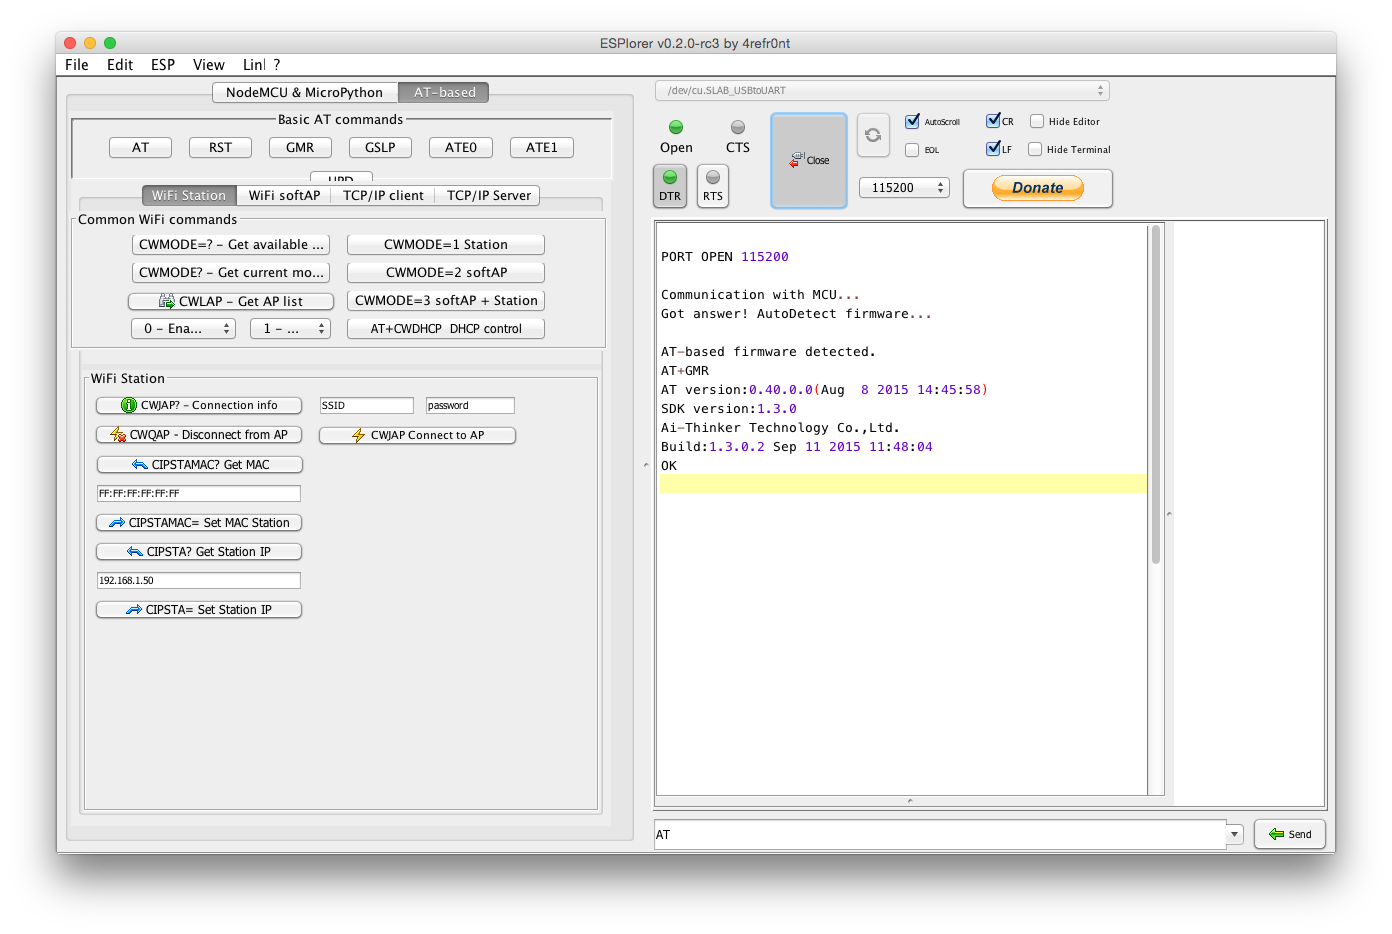 ESPlorer v0.2.0-rc3 by 4refr0nt
File Edit ESP View Linl ?
NodeMCU & MicroPython AT-based
Basic AT commands
AT RST GMR GSLP ATE0 ATE1
WiFi Station WiFi softAP TCP/IP client TCP/IP Server
Common WiFi commands
CWMODE=? - Get available ... CWMODE=1 Station
CWMODE? - Get current mo... CWMODE=2 softAP
CWLAP - Get AP list CWMODE=3 softAP + Station
0 - Ena... 1 - ... AT+CWDHCP DHCP control
WiFi Station
CWJAP? - Connection info SSID password
CWQAP - Disconnect from AP CWJAP Connect to AP
CIPSTAMAC? Get MAC
FF:FF:FF:FF:FF:FF
CIPSTAMAC= Set MAC Station
CIPSTA? Get Station IP
192.168.1.50
CIPSTA= Set Station IP
/dev/cu.SLAB_USBtoUART
Open CTS Close AutoScroll CR Hide Editor
EOL LF Hide Terminal
DTR RTS 115200 Donate
PORT OPEN 115200
Communication with MCU...
Got answer! AutoDetect firmware...
AT-based firmware detected.
AT+GMR
AT version:0.40.0.0(Aug  8 2015 14:45:58)
SDK version:1.3.0
Ai-Thinker Technology Co.,Ltd.
Build:1.3.0.2 Sep 11 2015 11:48:04
OK
AT Send